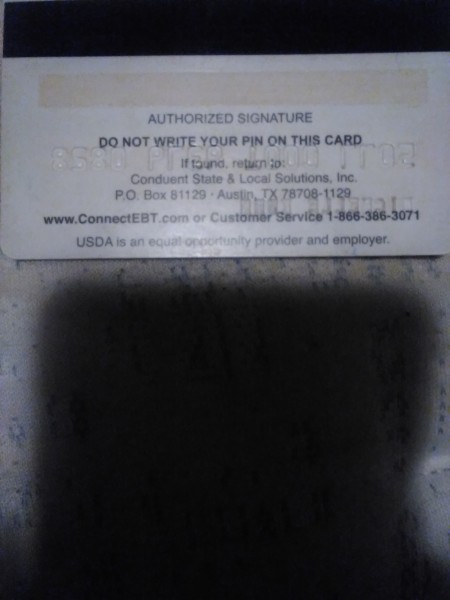 AUTHORIZED SIGNATURE
DO NOT WRITE YOUR PIN ON THIS CARD
If found, return to:
Conduent State & Local Solutions, Inc.
P.O. Box 81129 · Austin, TX 78708-1129
www.ConnectEBT.com or Customer Service 1-866-386-3071
USDA is an equal opportunity provider and employer.